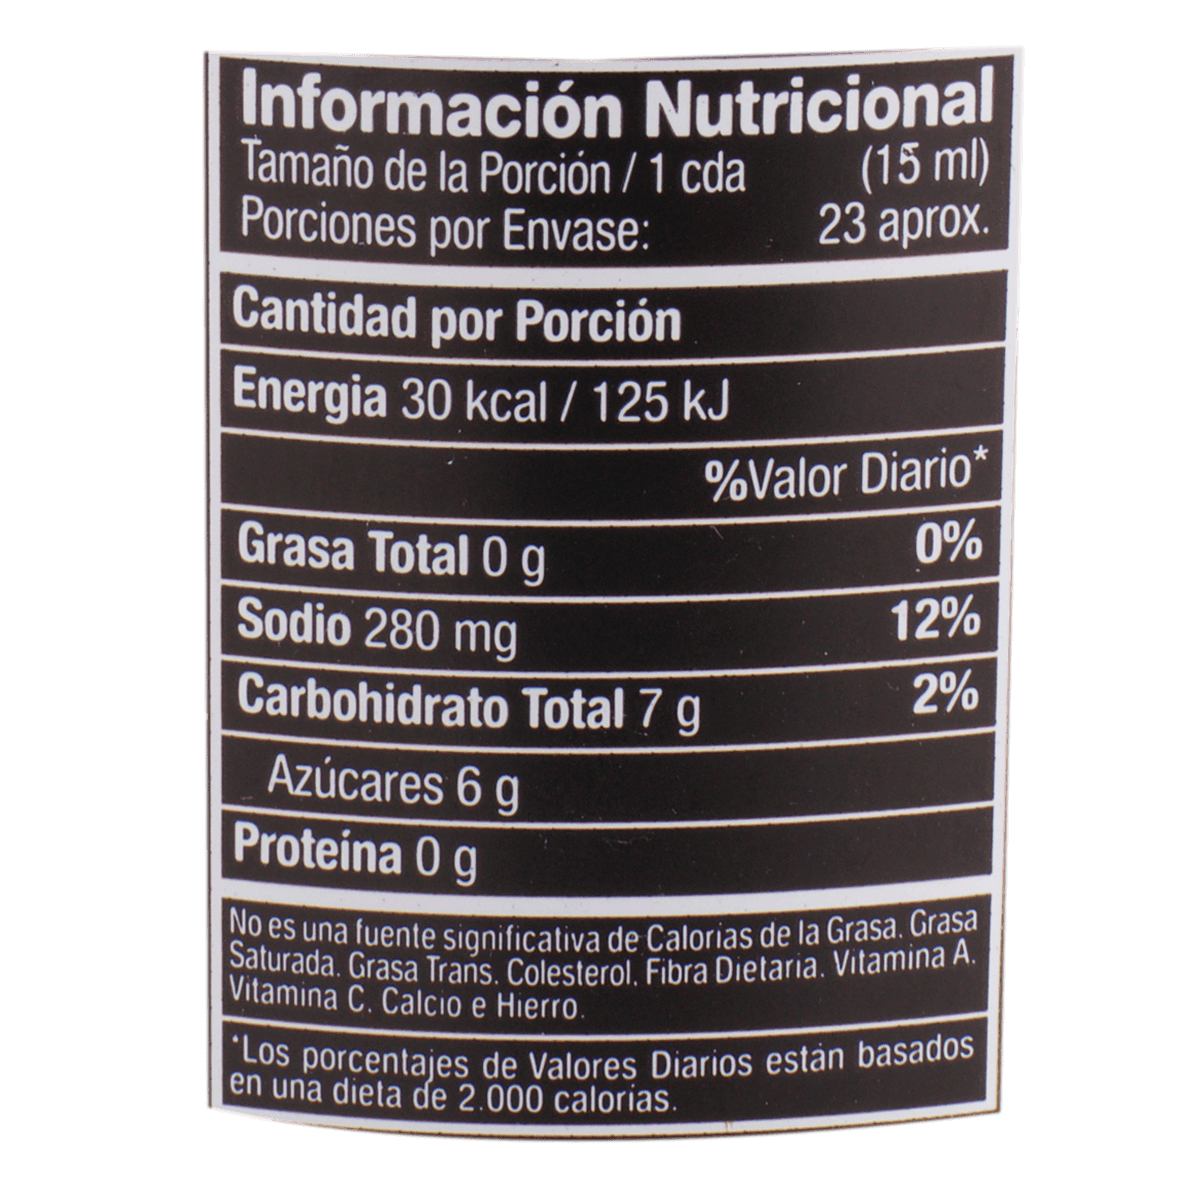 Información Nutricional
Tamaño de la Porción / 1 cda (15 ml)
Porciones por Envase: 23 aprox.
Cantidad por Porción
Energia 30 kcal / 125 kJ
%Valor Diario*
Grasa Total 0 g 0%
Sodio 280 mg 12%
Carbohidrato Total 7 g 2%
Azúcares 6 g
Proteína 0 g
No es una fuente significativa de Calorias de la Grasa. Grasa
Saturada. Grasa Trans. Colesterol. Fibra Dietaria. Vitamina A.
Vitamina C. Calcio e Hierro.
*Los porcentajes de Valores Diarios están basados
en una dieta de 2.000 calorias.